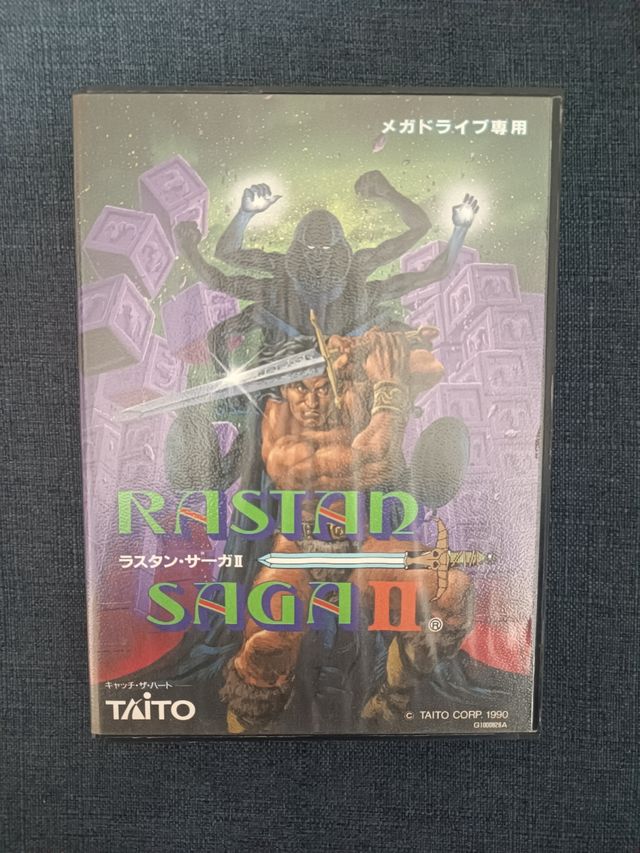 メガドライブ専用
RASTAN
ラスタン・サーガⅡ
SAGA II ®
キャッチ・ザ・ハート
TAITO
© TAITO CORP. 1990
G1000928A